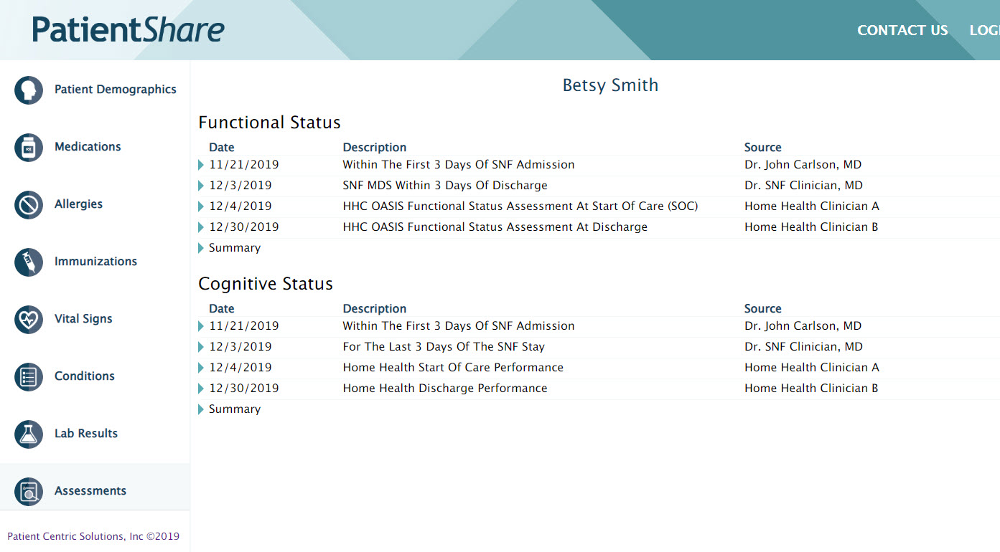 PatientShare
CONTACT US
Patient Demographics
Medications
Allergies
Immunizations
Vital Signs
Conditions
Lab Results
Assessments
Patient Centric Solutions, Inc ©2019
Betsy Smith
Functional Status
Date Description Source
11/21/2019 Within The First 3 Days Of SNF Admission Dr. John Carlson, MD
12/3/2019 SNF MDS Within 3 Days Of Discharge Dr. SNF Clinician, MD
12/4/2019 HHC OASIS Functional Status Assessment At Start Of Care (SOC) Home Health Clinician A
12/30/2019 HHC OASIS Functional Status Assessment At Discharge Home Health Clinician B
Summary
Cognitive Status
Date Description Source
11/21/2019 Within The First 3 Days Of SNF Admission Dr. John Carlson, MD
12/3/2019 For The Last 3 Days Of The SNF Stay Dr. SNF Clinician, MD
12/4/2019 Home Health Start Of Care Performance Home Health Clinician A
12/30/2019 Home Health Discharge Performance Home Health Clinician B
Summary